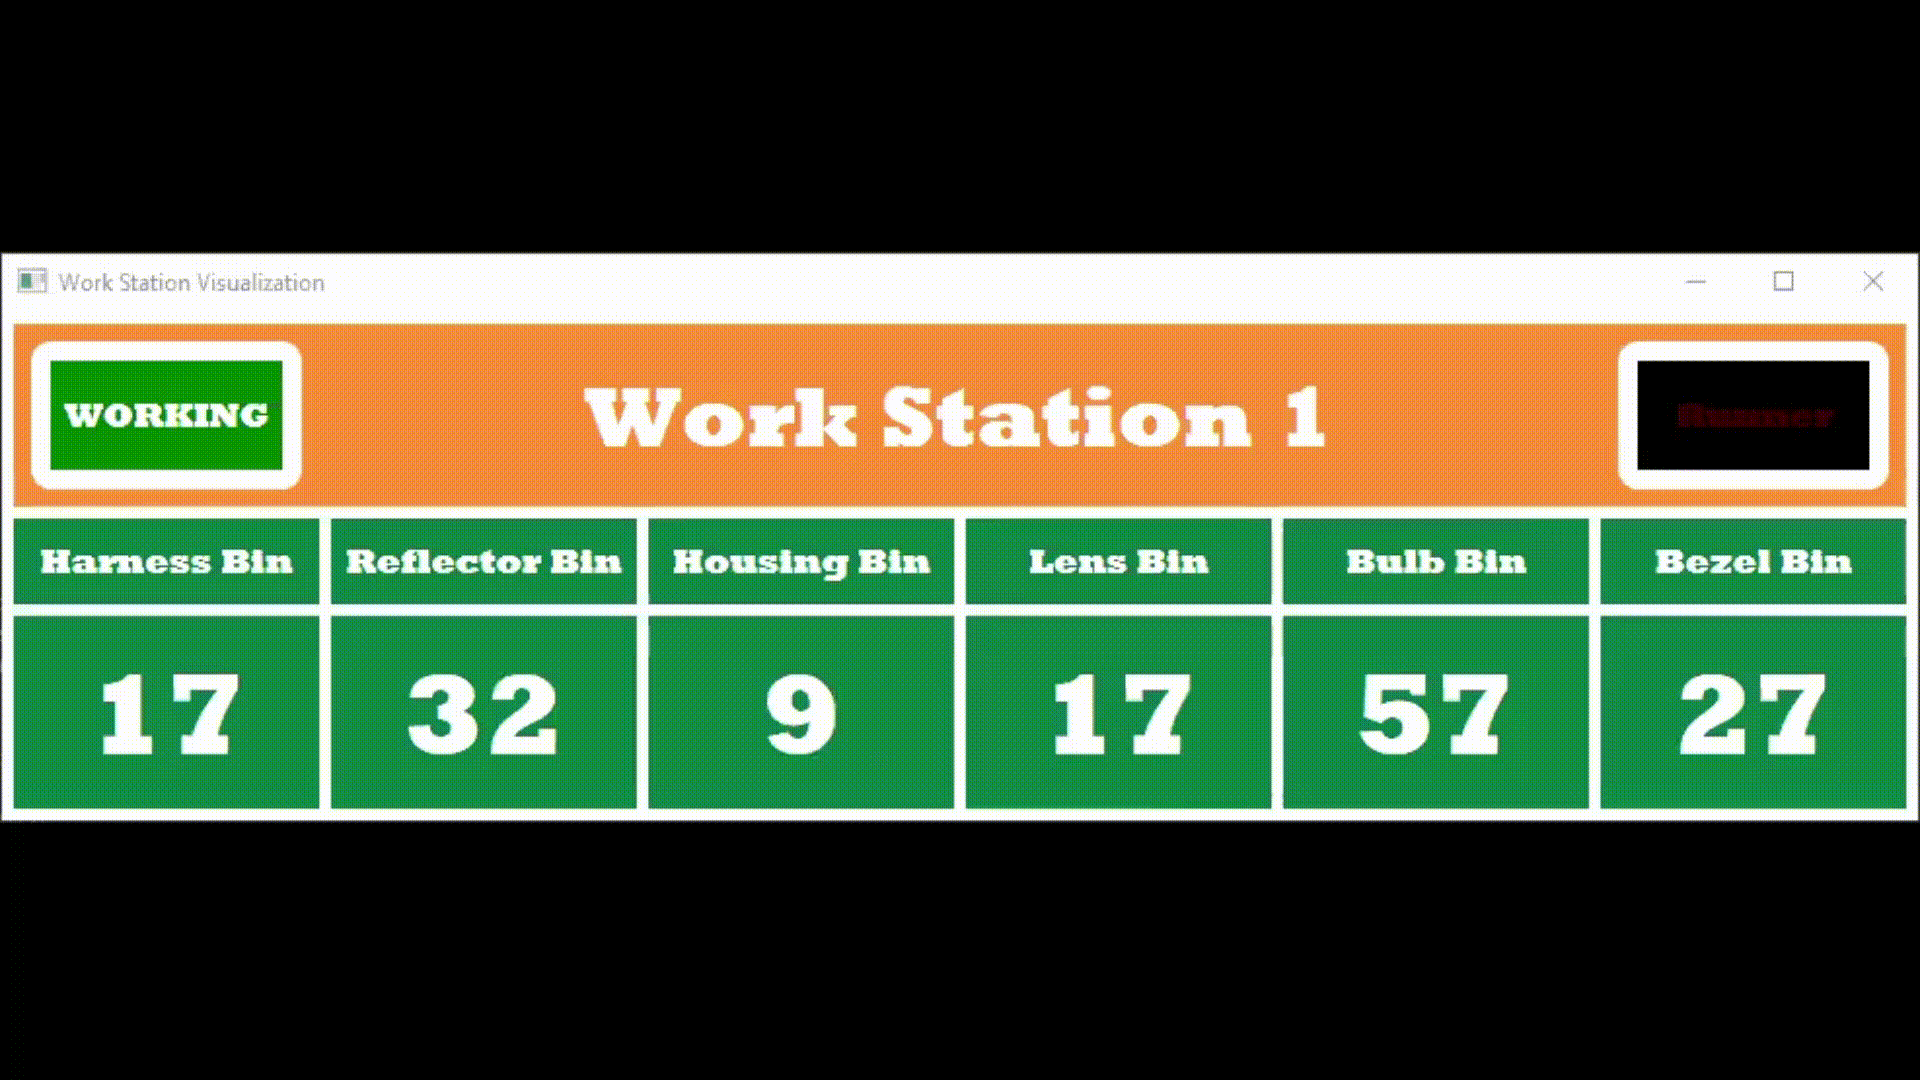 Work Station Visualization
WORKING
Work Station 1
Runner
Harness Bin
Reflector Bin
Housing Bin
Lens Bin
Bulb Bin
Bezel Bin
17
32
9
17
57
27